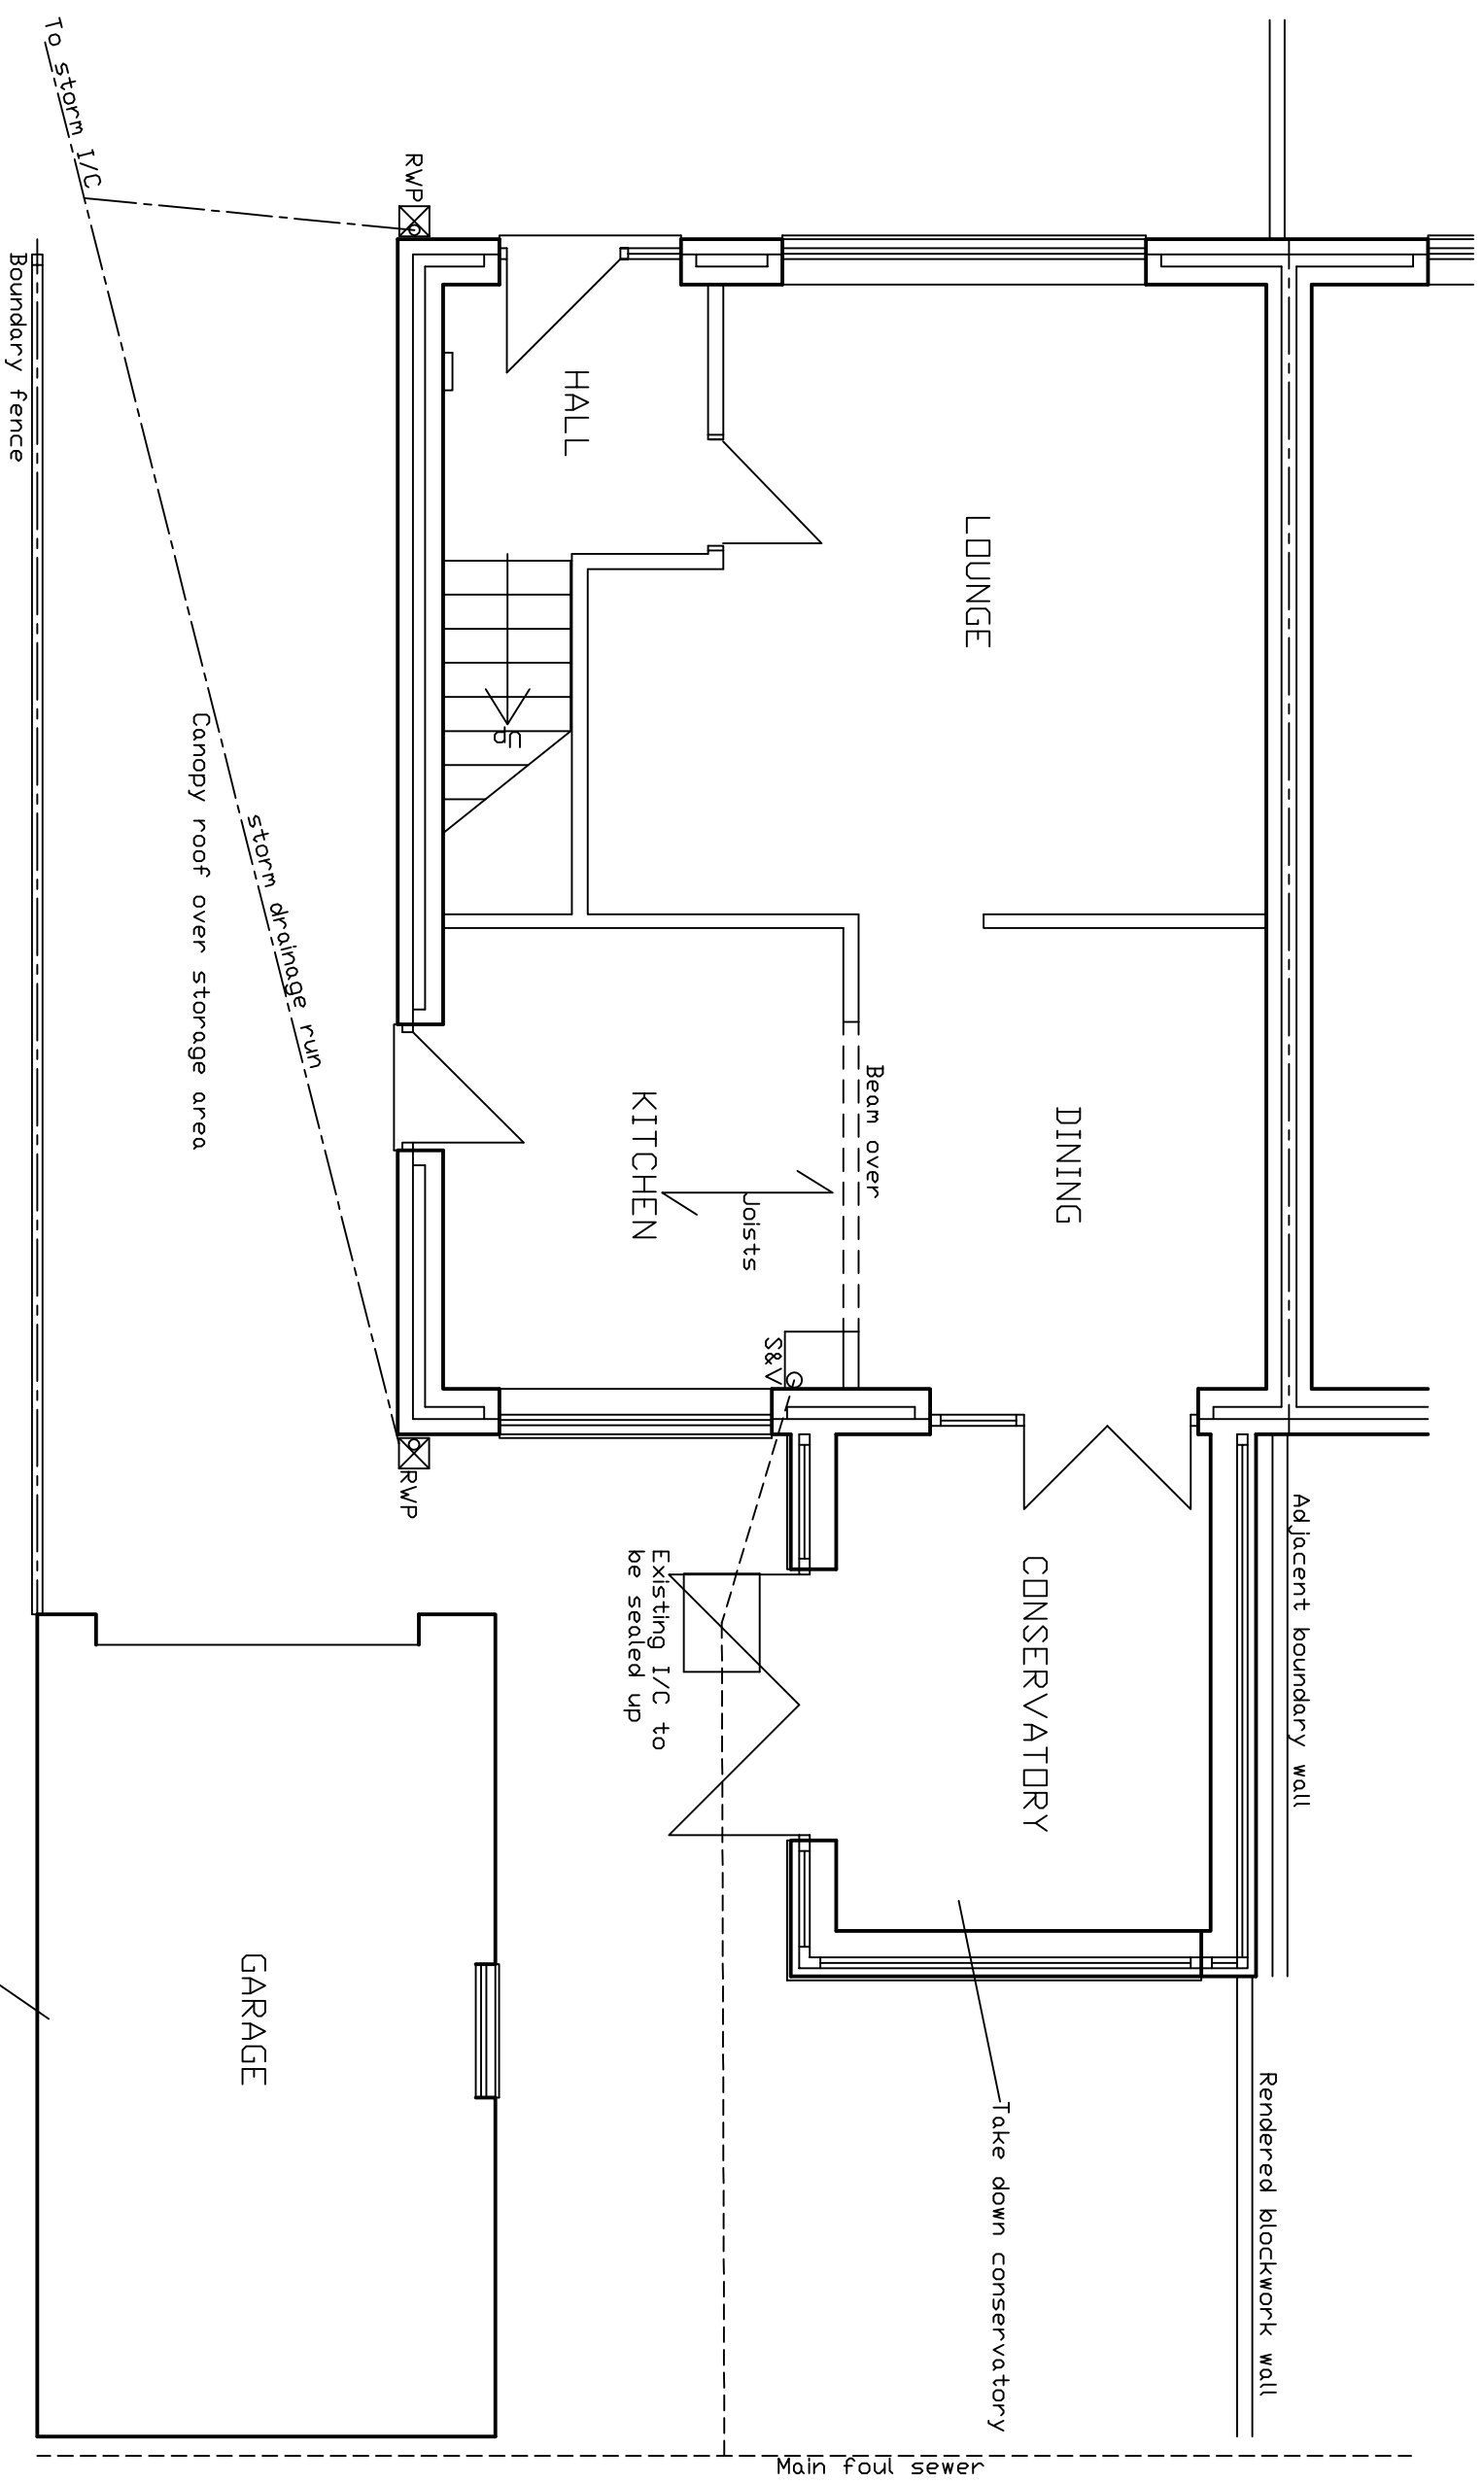 To storm I/C
RWP
Boundary fence
HALL
LOUNGE
Up
Canopy roof over storage area
storm drainage run
KITCHEN
Joists
Beam over
DINING
S&V
RWP
Existing I/C to
be sealed up
CONSERVATORY
Adjacent boundary wall
GARAGE
Take down conservatory
Rendered blockwork wall
Main foul sewer